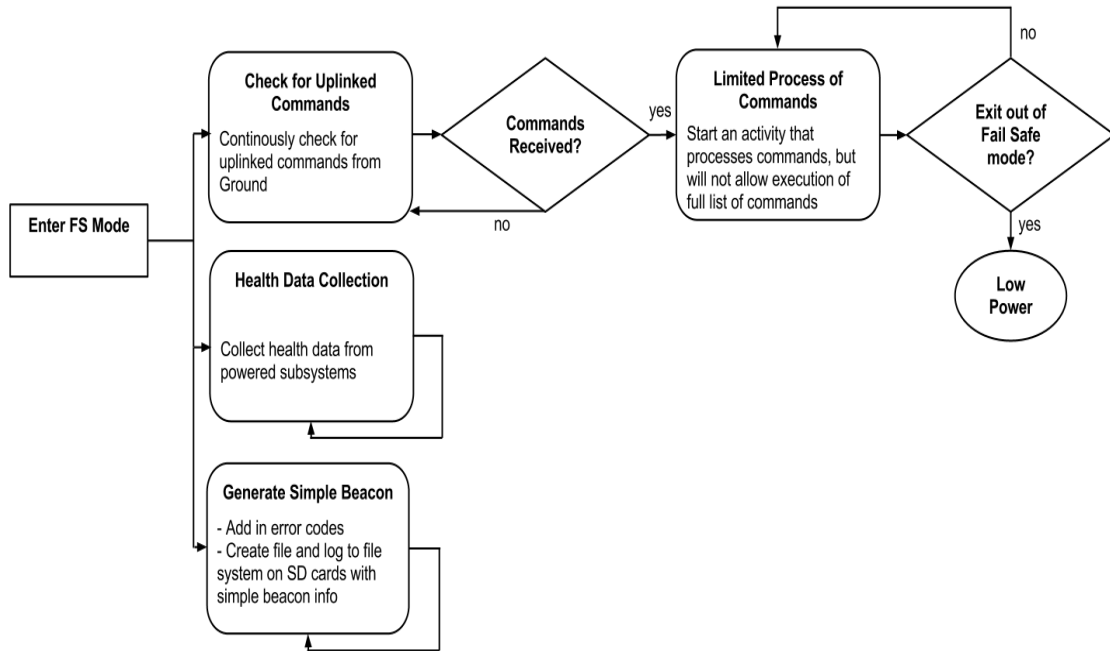 Enter FS Mode
Check for Uplinked
Commands
Continously check for
uplinked commands from
Ground
Commands
Received?
yes
no
Limited Process of
Commands
Start an activity that
processes commands, but
will not allow execution of
full list of commands
Exit out of
Fail Safe
mode?
no
yes
Low
Power
Health Data Collection
Collect health data from
powered subsystems
Generate Simple Beacon
- Add in error codes
- Create file and log to file
system on SD cards with
simple beacon info